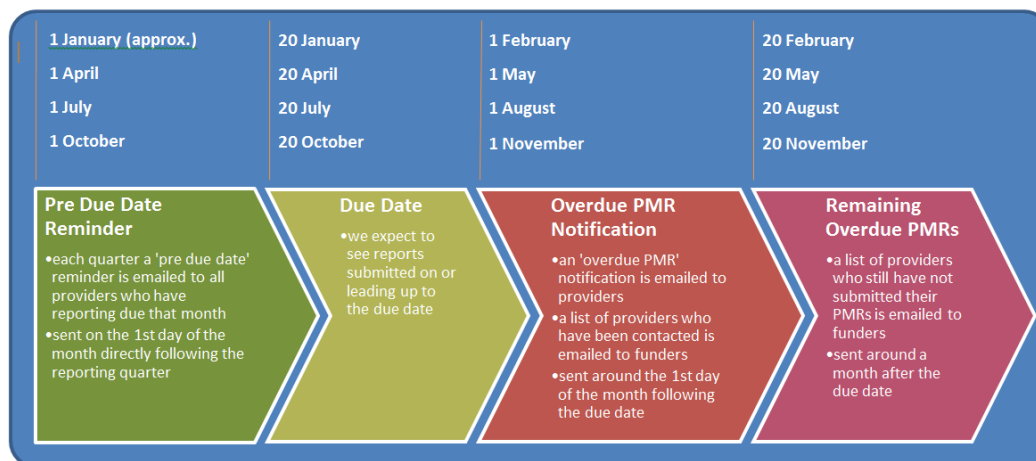 1 January (approx.)
1 April
1 July
1 October
20 January
20 April
20 July
20 October
1 February
1 May
1 August
1 November
20 February
20 May
20 August
20 November
Pre Due Date
Reminder
•each quarter a 'pre due date'
reminder is emailed to all
providers who have
reporting due that month
•sent on the 1st day of the
month directly following the
reporting quarter
Due Date
•we expect to
see reports
submitted on or
leading up to
the due date
Overdue PMR
Notification
•an 'overdue PMR'
notification is emailed to
providers
•a list of providers who
have been contacted is
emailed to funders
•sent around the 1st day
of the month following
the due date
Remaining
Overdue PMRs
•a list of providers
who still have not
submitted their
PMRs is emailed to
funders
•sent around a
month after the
due date